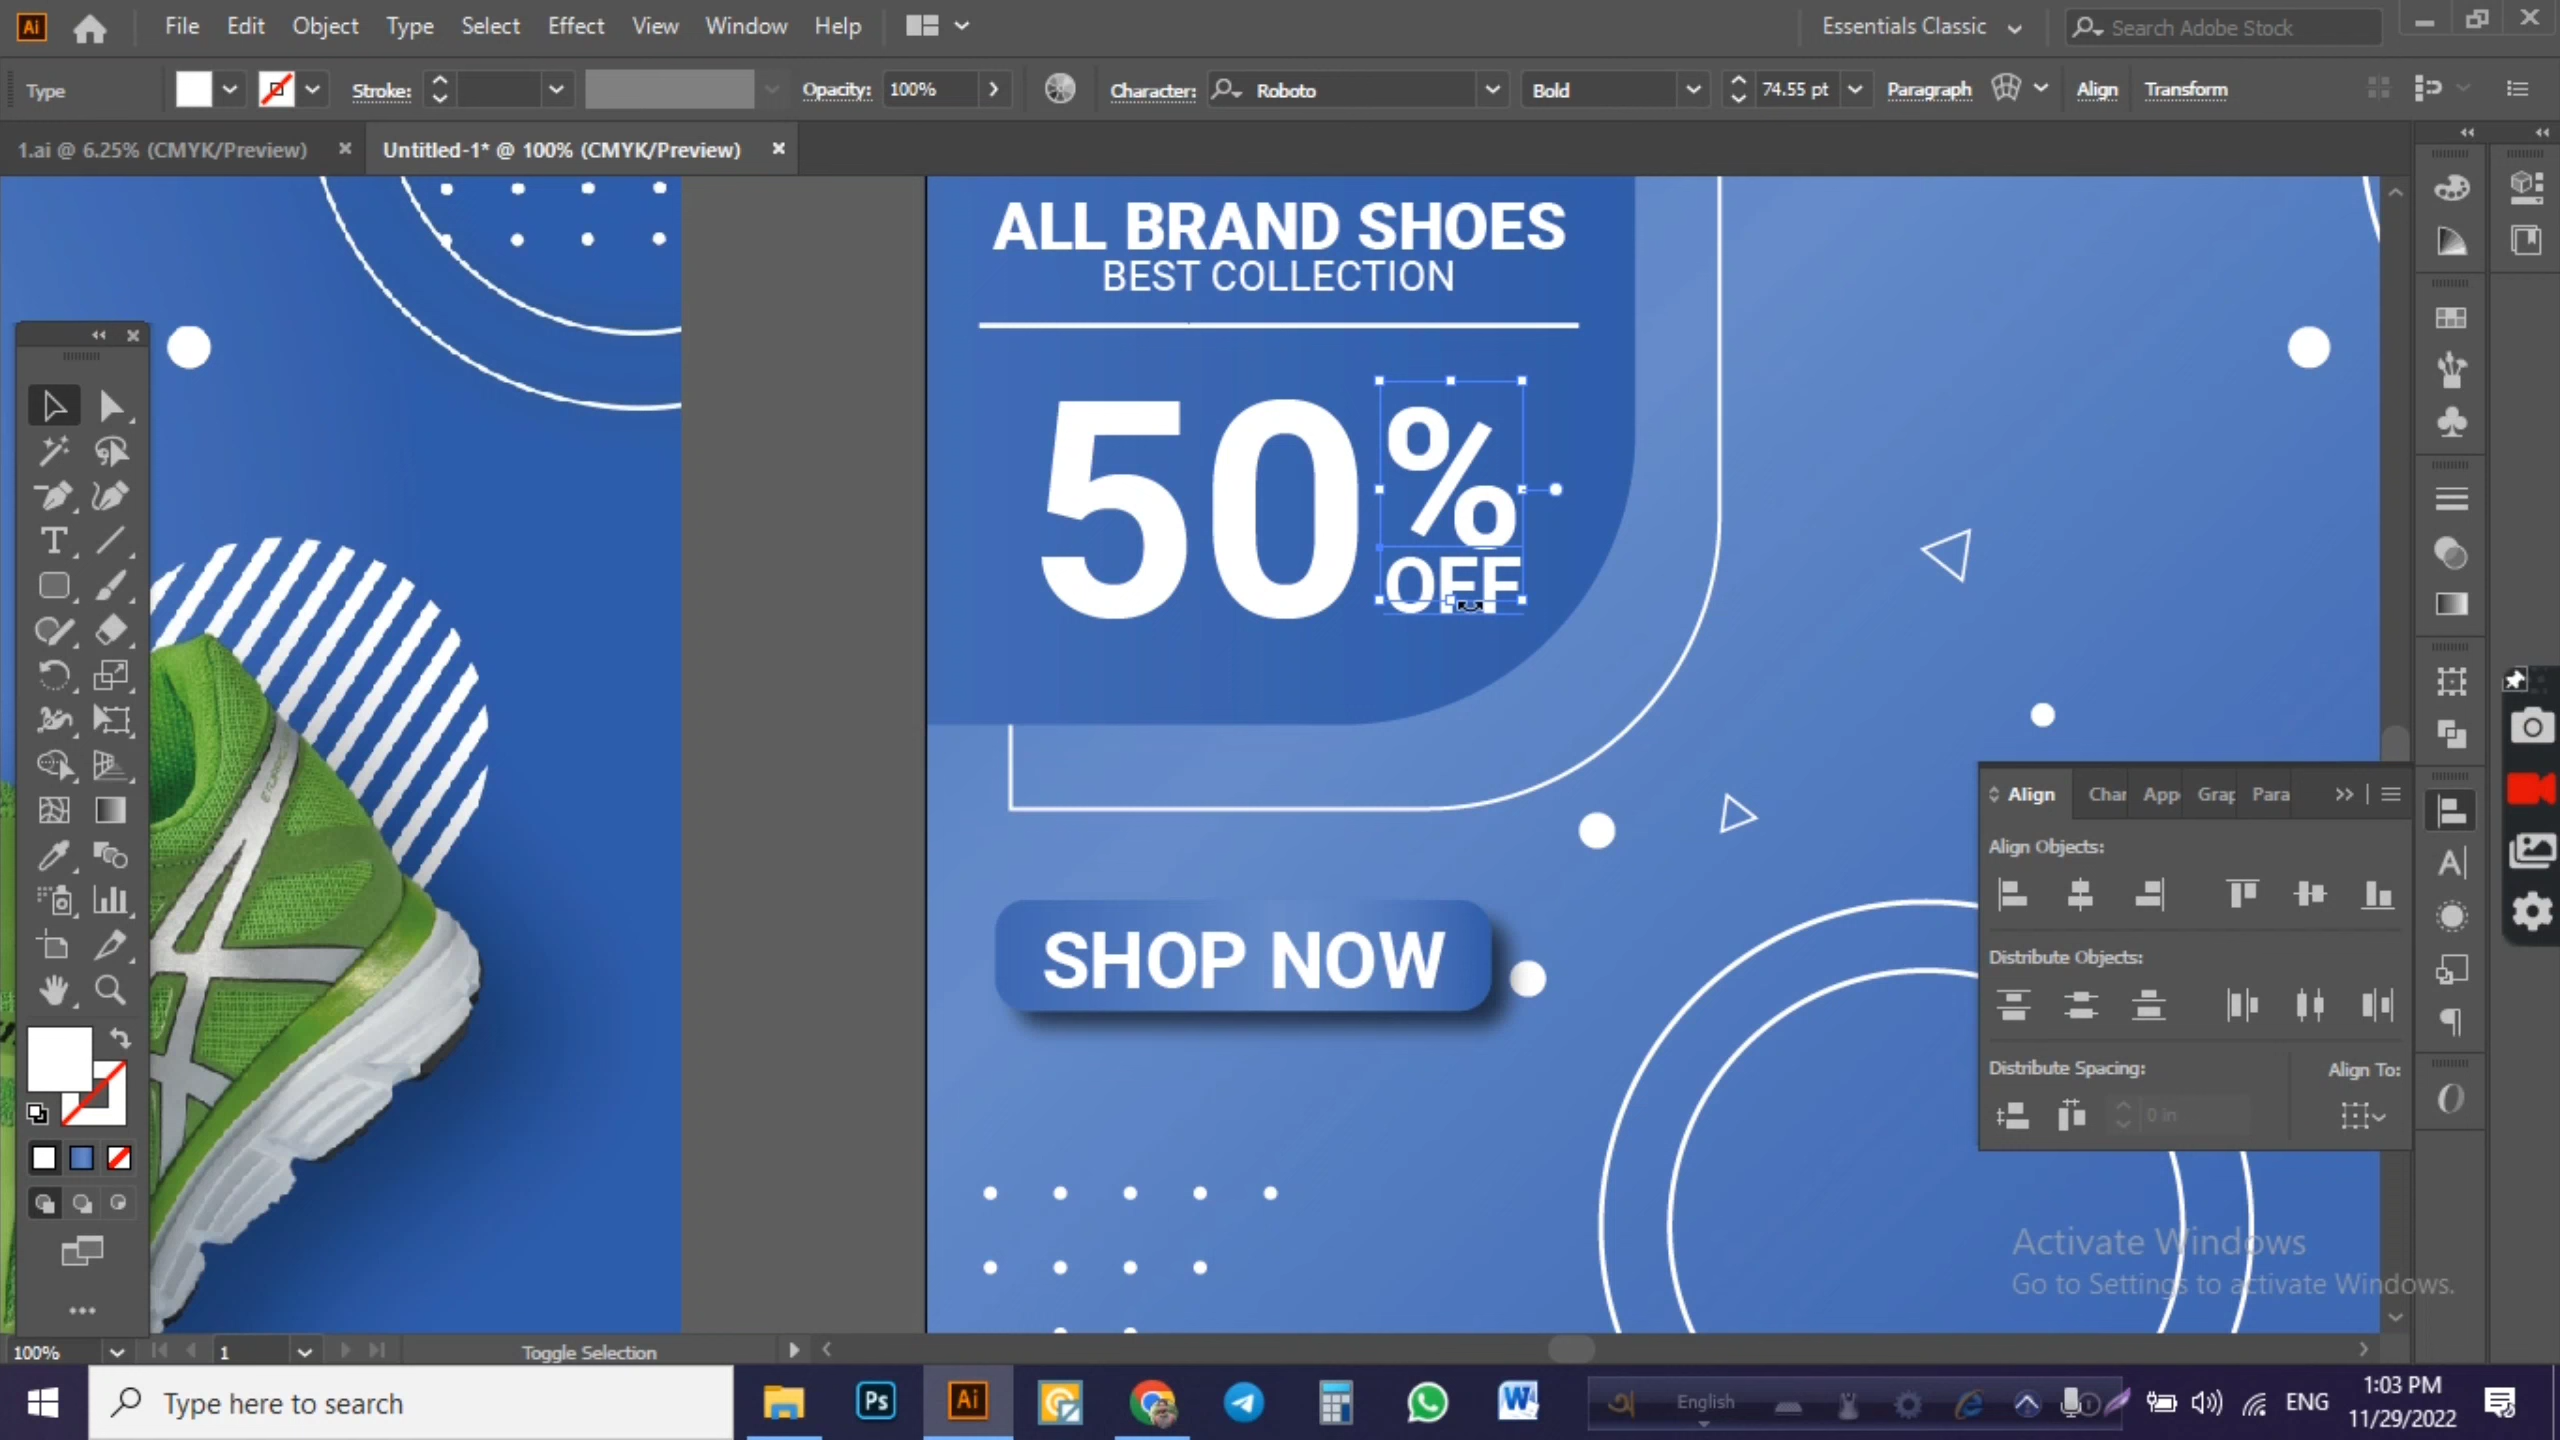 Ai File Edit Object Type Select Effect View Window Help Essentials Classic Search Adobe Stock
Type Stroke: Opacity: 100% Character: Roboto Bold 74.55 pt Paragraph Align Transform
1.ai @ 6.25% (CMYK/Preview) Untitled-1* @ 100% (CMYK/Preview)
ALL BRAND SHOES
BEST COLLECTION
50%
OFF
SHOP NOW
Align Char App Grap Para
Align Objects:
Distribute Objects:
Distribute Spacing: Align To:
0 in
Activate Windows
Go to Settings to activate Windows.
100% 1 Toggle Selection
Type here to search Ps Ai W English ENG
1:03 PM
11/29/2022